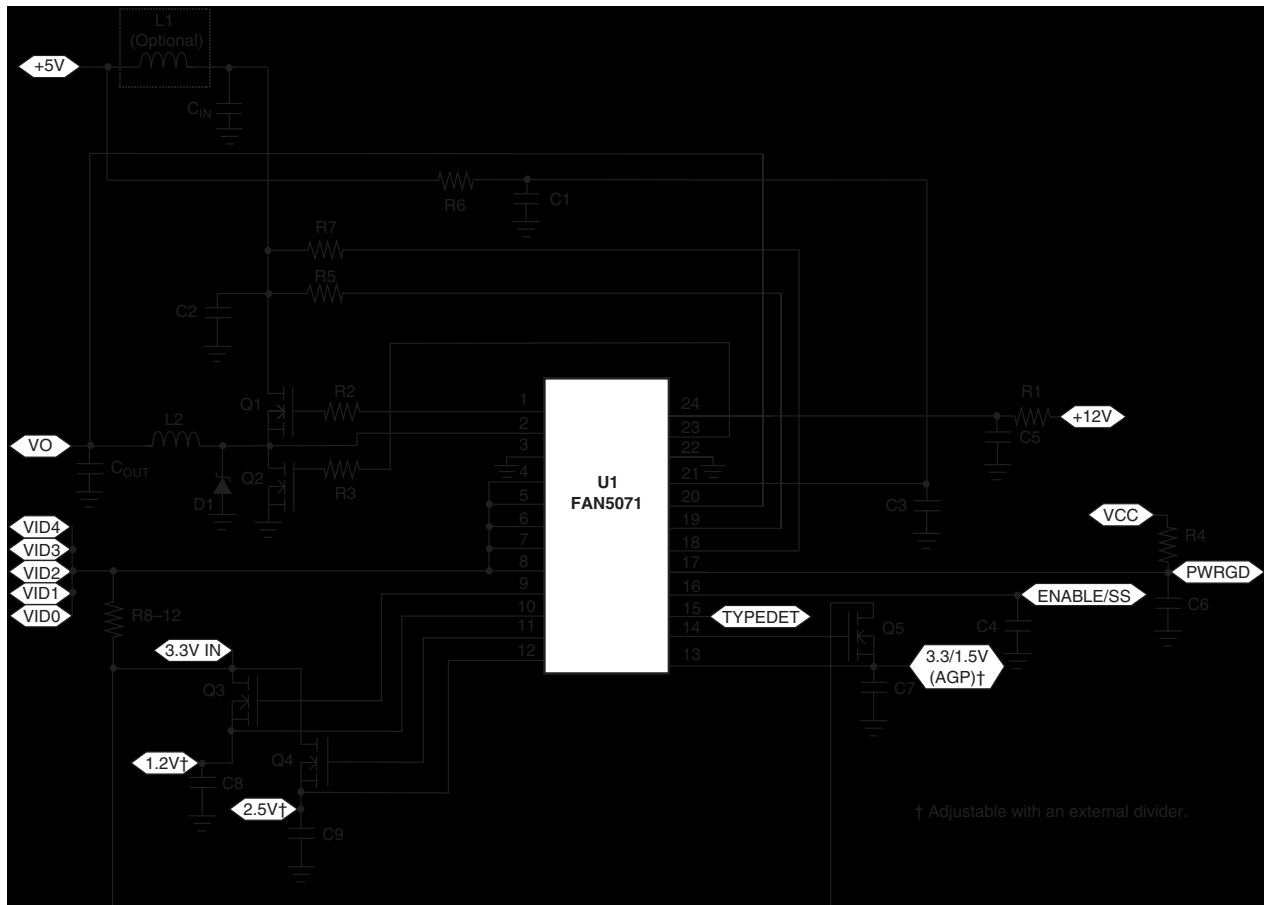 L1
(Optional)
+5V
CIN
R6
C1
R7
R5
C2
Q1
R2
1
24
R1
+12V
L2
2
23
C5
VO
3
22
COUT
Q2
R3
4
U1
FAN5071
21
D1
5
20
C3
VID4
6
19
VCC
R4
VID3
7
18
VID2
8
17
PWRGD
VID1
9
16
ENABLE/SS
C6
VID0
R8–12
10
15
TYPEDET
Q5
C4
11
14
3.3V IN
12
13
3.3/1.5V
(AGP)†
Q3
C7
1.2V†
Q4
C8
2.5V†
C9
† Adjustable with an external divider.